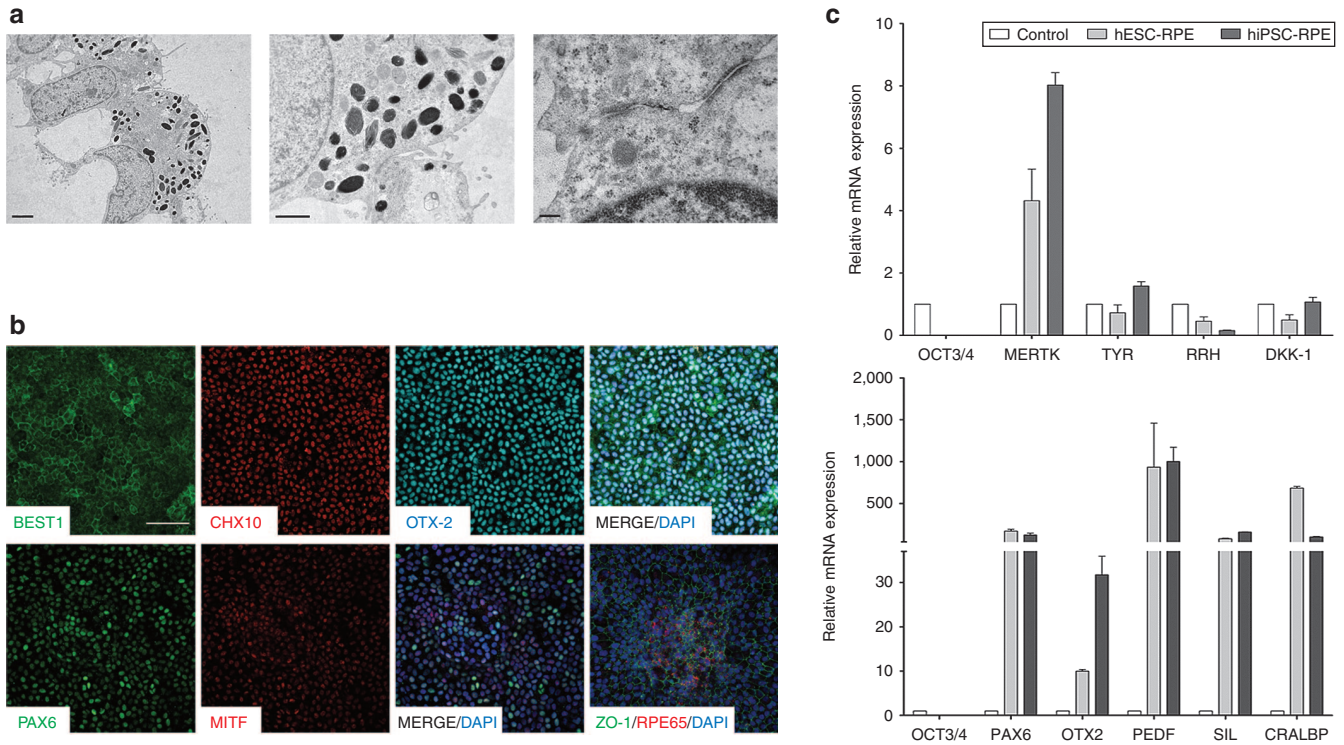 a
b
BEST1
CHX10
OTX-2
MERGE/DAPI
PAX6
MITF
MERGE/DAPI
ZO-1/RPE65/DAPI
c
Control hESC-RPE hiPSC-RPE
Relative mRNA expression
10
8
6
4
2
0
OCT3/4 MERTK TYR RRH DKK-1
Relative mRNA expression
2,000
1,500
1,000
500
30
20
10
0
OCT3/4 PAX6 OTX2 PEDF SIL CRALBP